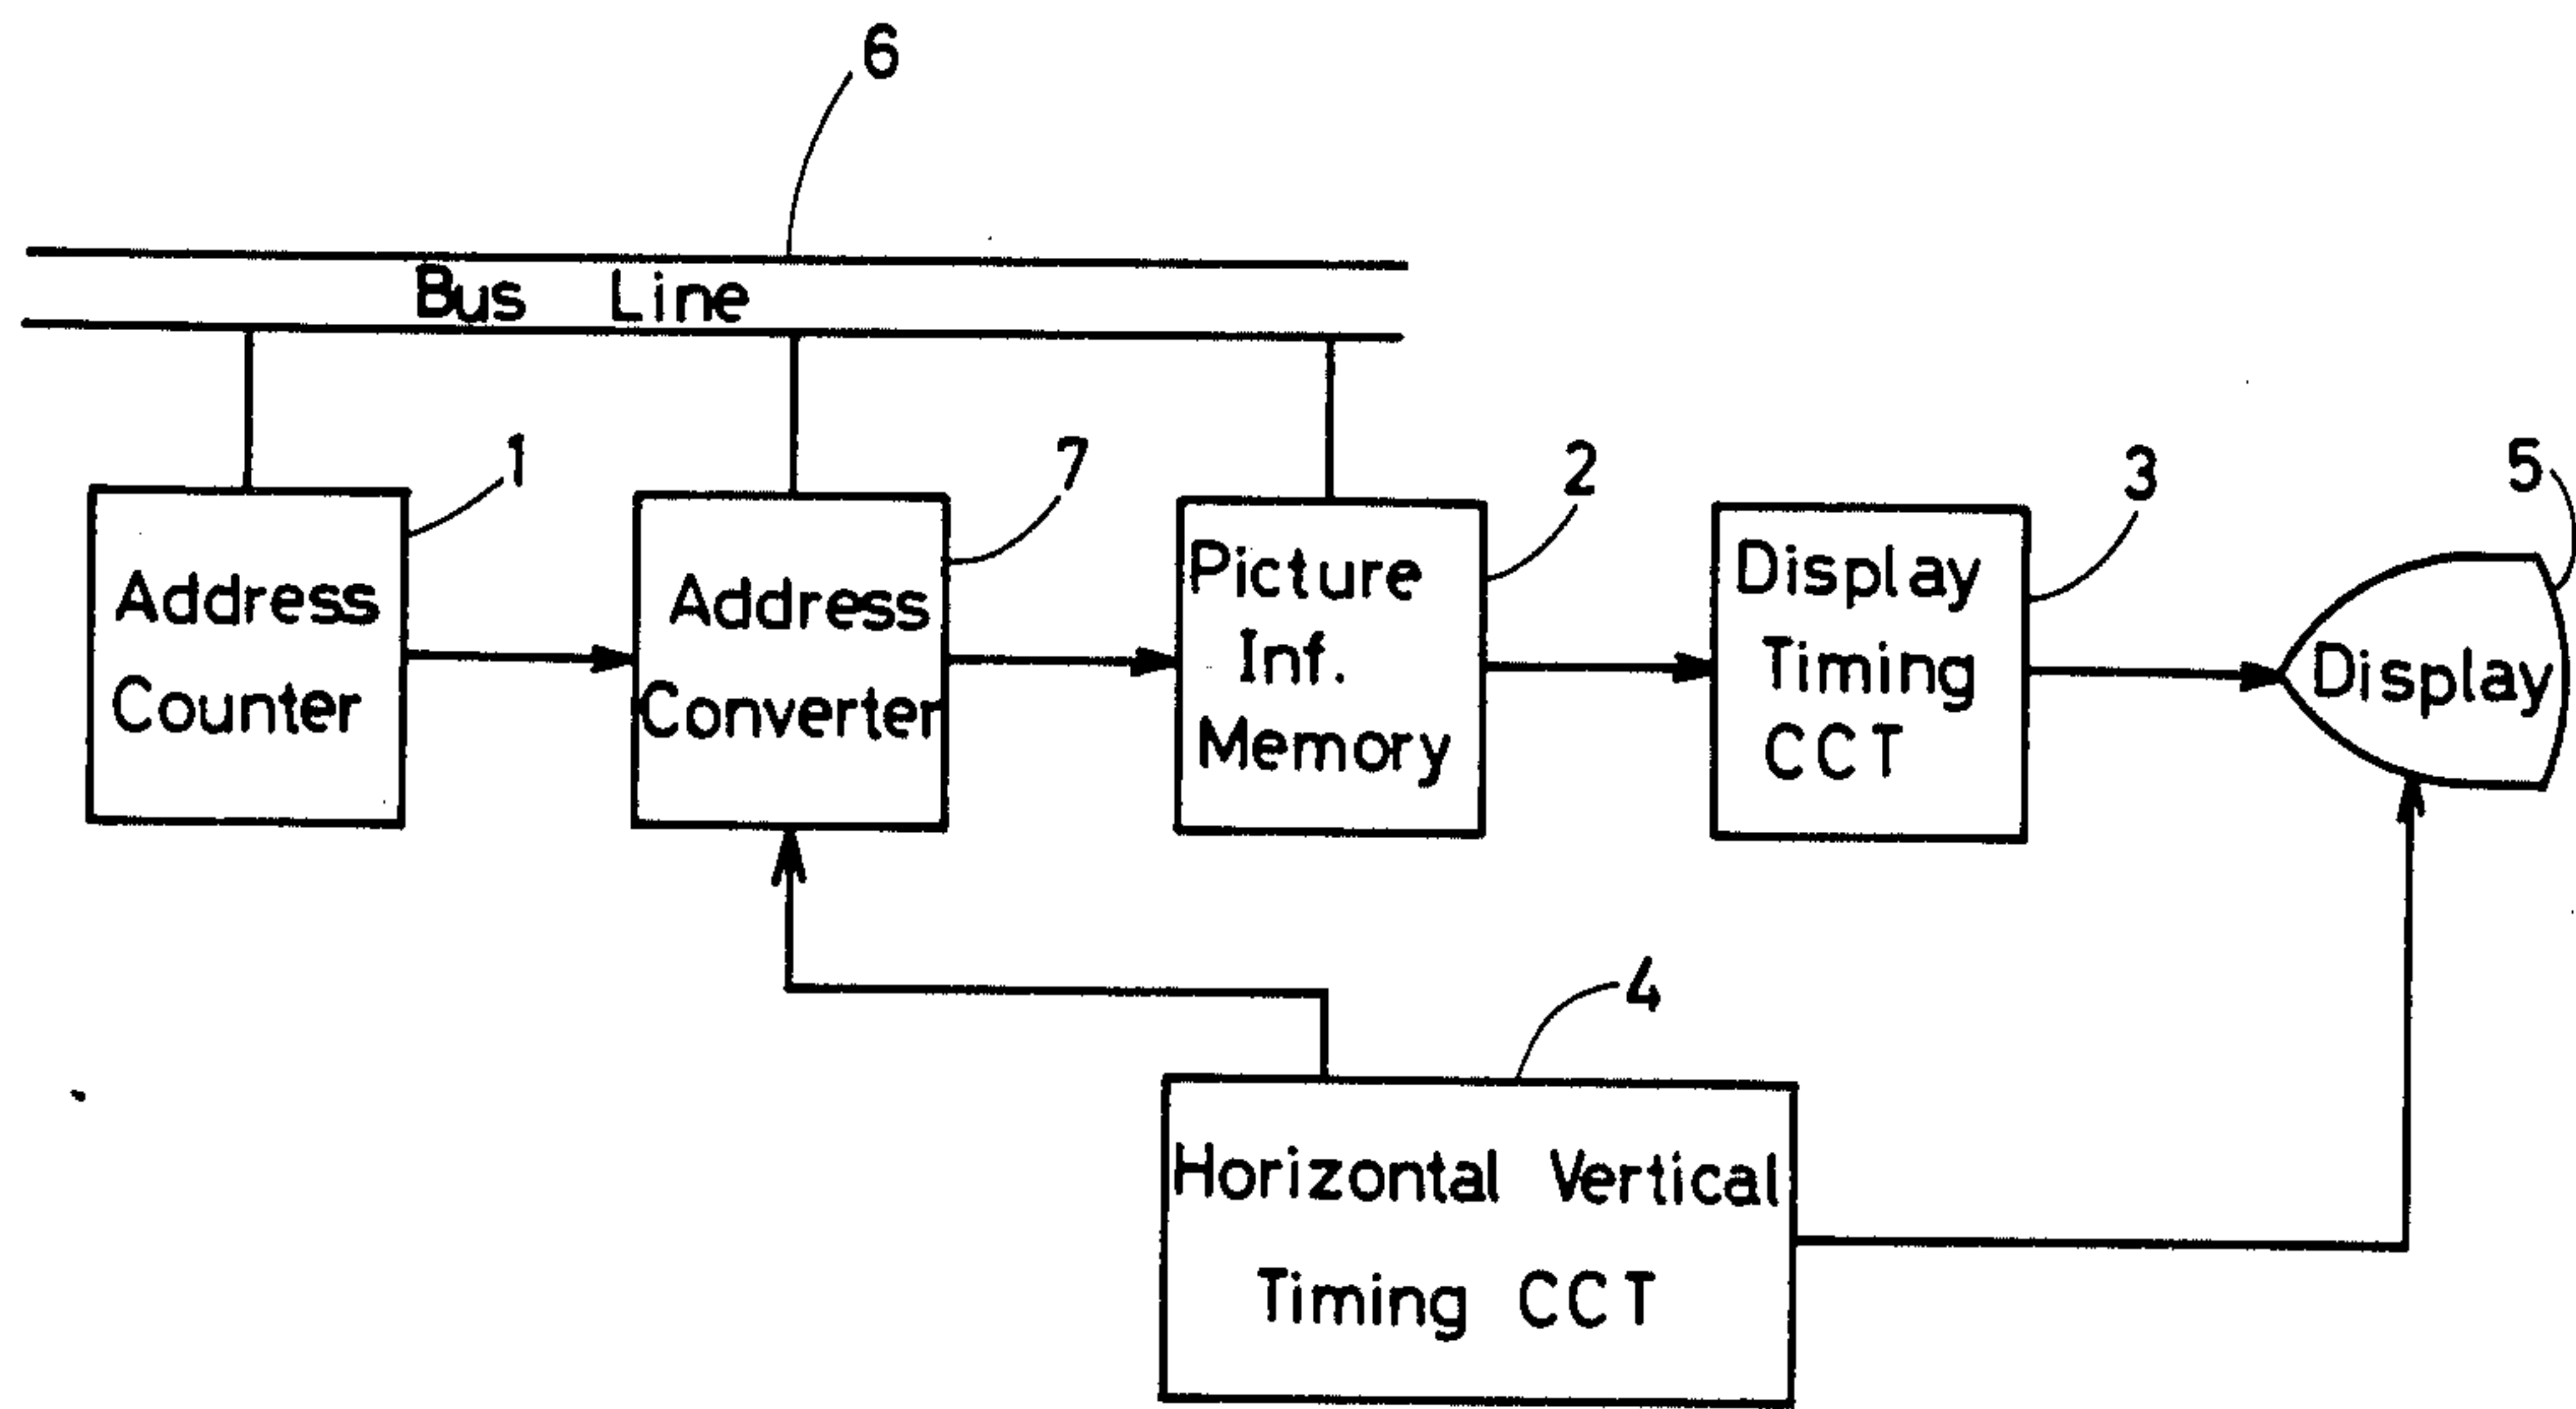 6
Bus Line
1
7
2
3
5
Address
Counter
Address
Converter
Picture
Inf.
Memory
Display
Timing
CCT
Display
4
Horizontal Vertical
Timing CCT